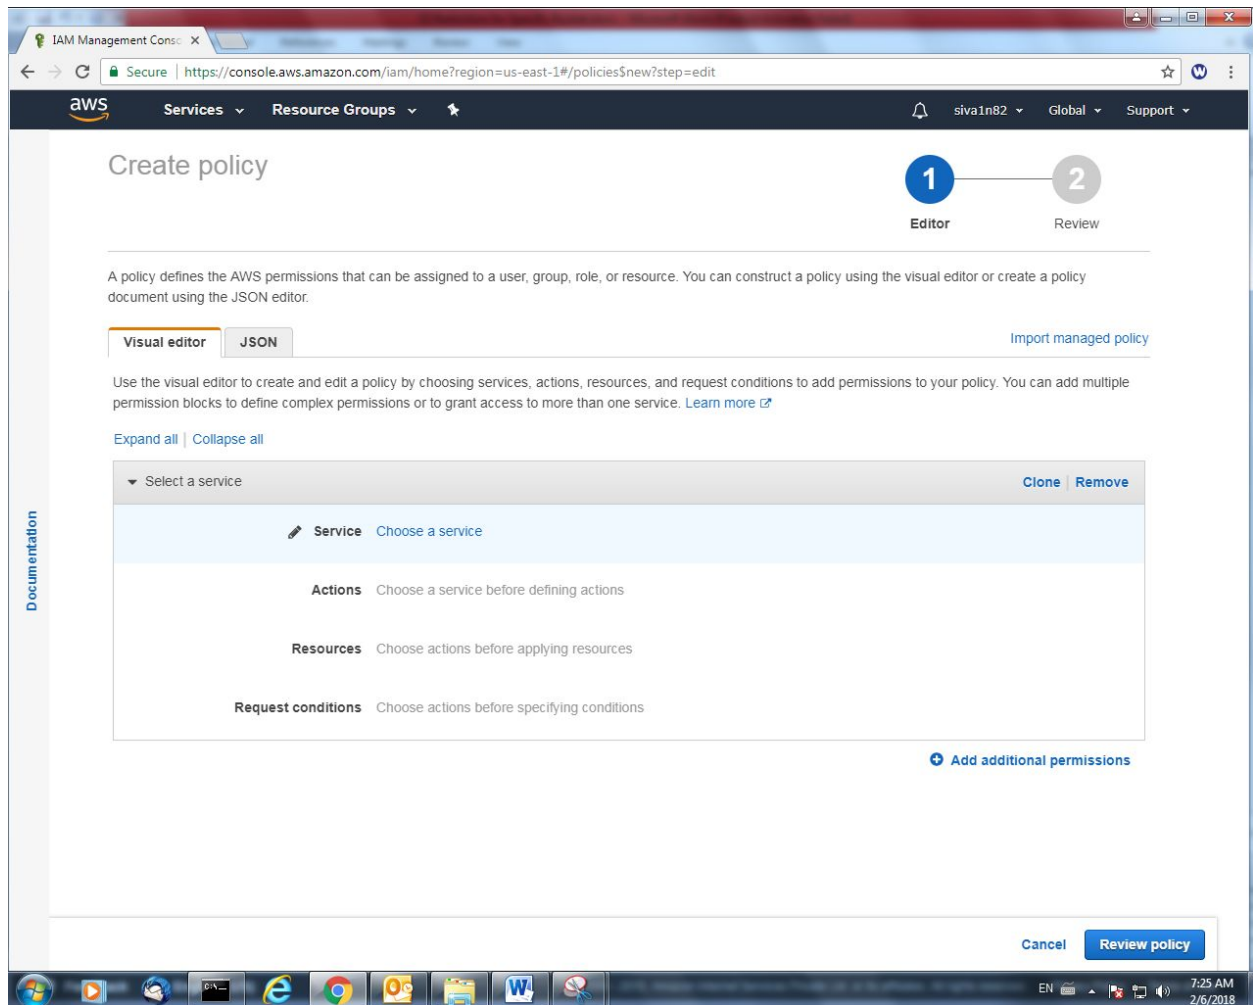 IAM Management Consc
Secure | https://console.aws.amazon.com/iam/home?region=us-east-1#/policies$new?step=edit
aws Services Resource Groups siva1n82 Global Support
Create policy
1 2
Editor Review
A policy defines the AWS permissions that can be assigned to a user, group, role, or resource. You can construct a policy using the visual editor or create a policy
document using the JSON editor.
Visual editor JSON Import managed policy
Use the visual editor to create and edit a policy by choosing services, actions, resources, and request conditions to add permissions to your policy. You can add multiple
permission blocks to define complex permissions or to grant access to more than one service. Learn more
Expand all | Collapse all
Select a service Clone | Remove
Service Choose a service
Actions Choose a service before defining actions
Resources Choose actions before applying resources
Request conditions Choose actions before specifying conditions
Add additional permissions
Documentation
Cancel Review policy
EN 7:25 AM
2/6/2018